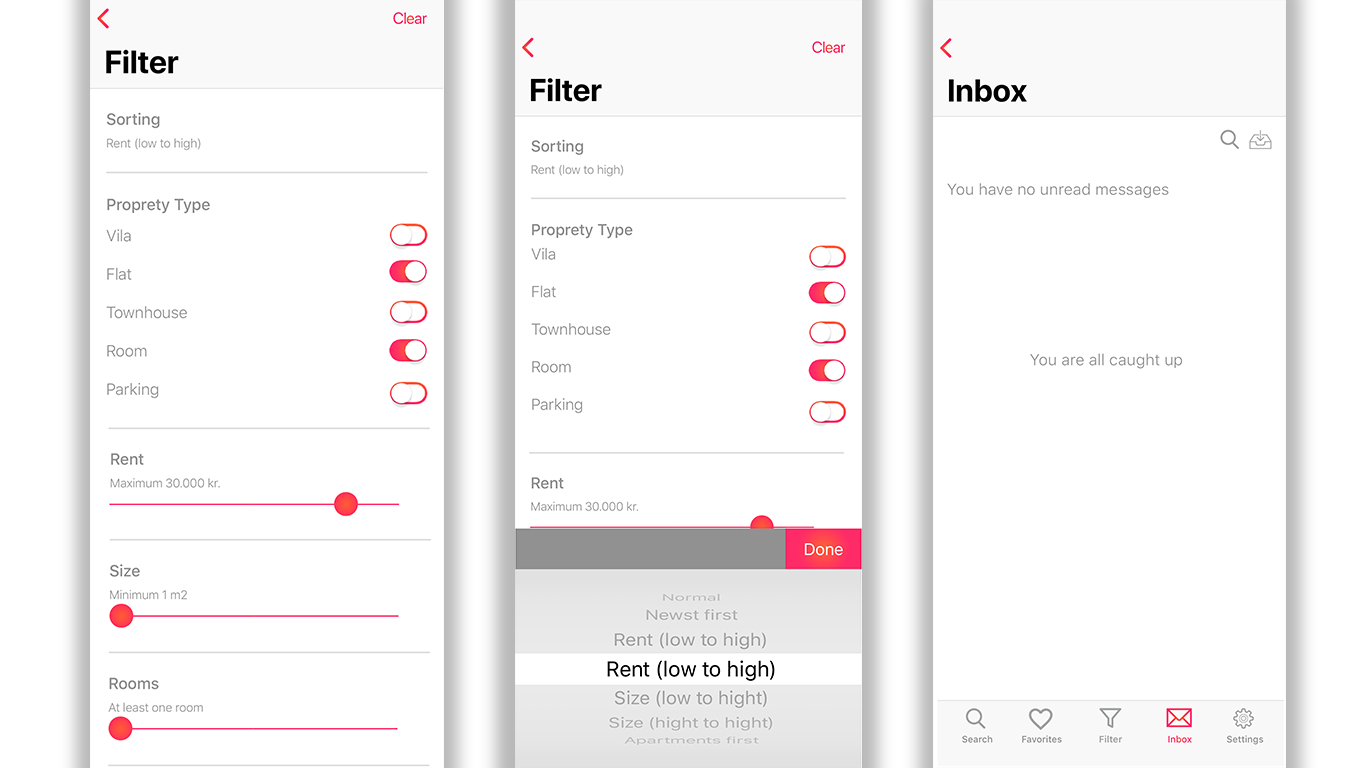 Clear
Filter
Sorting
Rent (low to high)
Proprety Type
Vila
Flat
Townhouse
Room
Parking
Rent
Maximum 30.000 kr.
Size
Minimum 1 m2
Rooms
At least one room
Clear
Filter
Sorting
Rent (low to high)
Proprety Type
Vila
Flat
Townhouse
Room
Parking
Rent
Maximum 30.000 kr.
Done
Normal
Newst first
Rent (low to high)
Rent (low to high)
Size (low to hight)
Size (hight to high)
Apartments first
Inbox
You have no unread messages
You are all caught up
Search Favorites Filter Inbox Settings